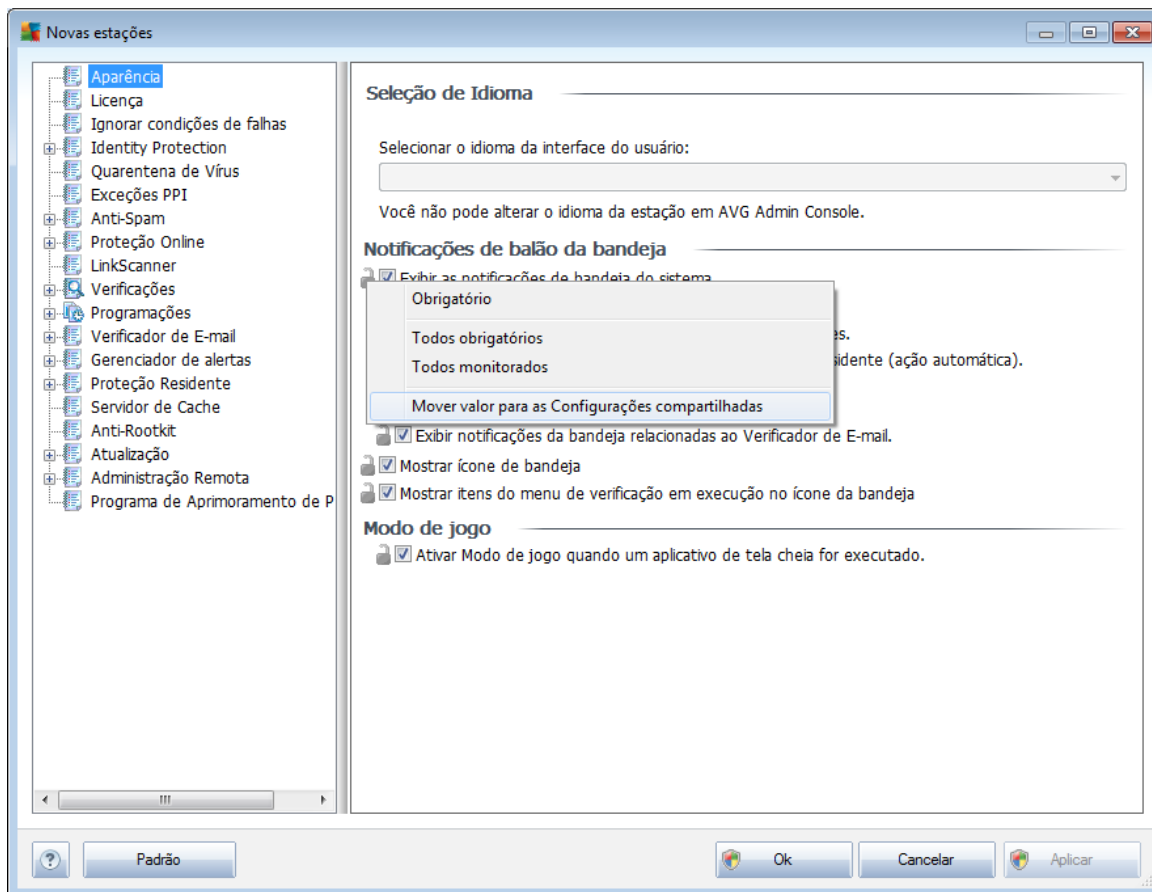 Novas estações
Aparência
Licença
Ignorar condições de falhas
Identity Protection
Quarentena de Vírus
Exceções PPI
Anti-Spam
Proteção Online
LinkScanner
Verificações
Programações
Verificador de E-mail
Gerenciador de alertas
Proteção Residente
Servidor de Cache
Anti-Rootkit
Atualização
Administração Remota
Programa de Aprimoramento de P
Seleção de Idioma
Selecionar o idioma da interface do usuário:
Você não pode alterar o idioma da estação em AVG Admin Console.
Notificações de balão da bandeja
Exibir as notificações de bandeja do sistema
Obrigatório
Todos obrigatórios
Todos monitorados
(ação automática).
Mover valor para as Configurações compartilhadas
Exibir notificações da bandeja relacionadas ao Verificador de E-mail.
Mostrar ícone de bandeja
Mostrar itens do menu de verificação em execução no ícone da bandeja
Modo de jogo
Ativar Modo de jogo quando um aplicativo de tela cheia for executado.
?
Padrão
Ok
Cancelar
Aplicar